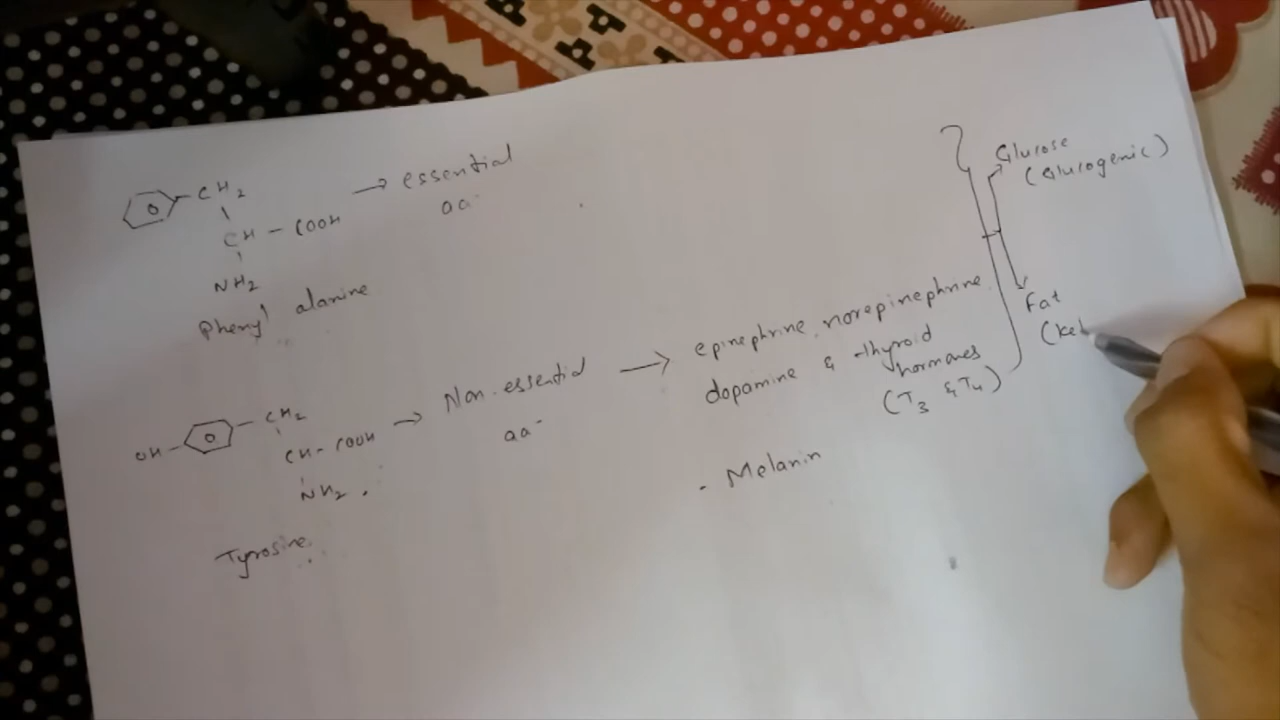 CH2
CH - COOH → essential
aa.
NH2
Phenyl alanine
Glucose
(Glucogenic)
Fat
(Ket
OH CH2
CH - COOH → Non-essential
aa-
NH2.
Tyrosine
→ epinephrine, norepinephrine
dopamine & thyroid
hormones
(T3 & T4)
- Melanin